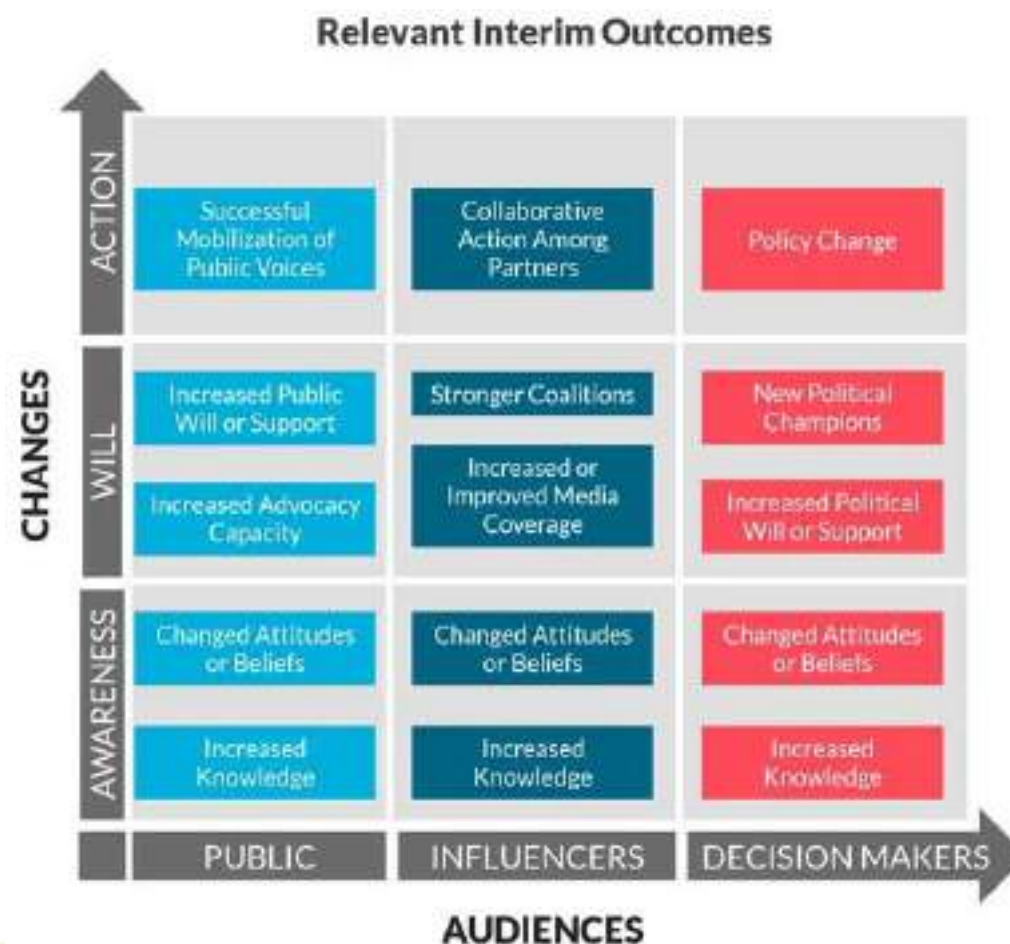 Relevant Interim Outcomes
CHANGES
ACTION
Successful
Mobilization of
Public Voices
Collaborative
Action Among
Partners
Policy Change
WILL
Increased Public
Will or Support
Increased Advocacy
Capacity
Stronger Coalitions
Increased or
Improved Media
Coverage
New Political
Champions
Increased Political
Will or Support
AWARENESS
Changed Attitudes
or Beliefs
Increased
Knowledge
Changed Attitudes
or Beliefs
Increased
Knowledge
Changed Attitudes
or Beliefs
Increased
Knowledge
PUBLIC
INFLUENCERS
DECISION MAKERS
AUDIENCES